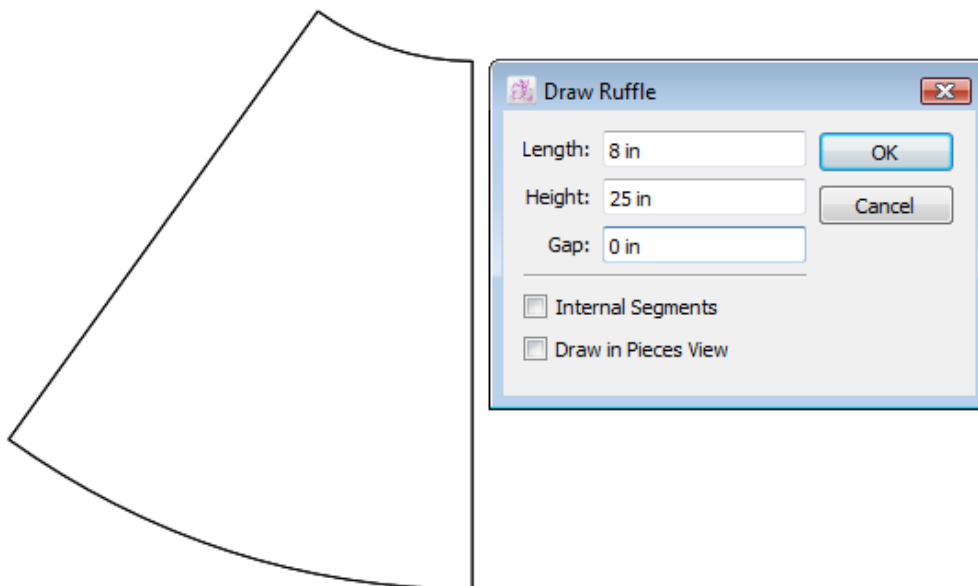 Draw Ruffle
Length: 8 in
OK
Height: 25 in
Cancel
Gap: 0 in
Internal Segments
Draw in Pieces View